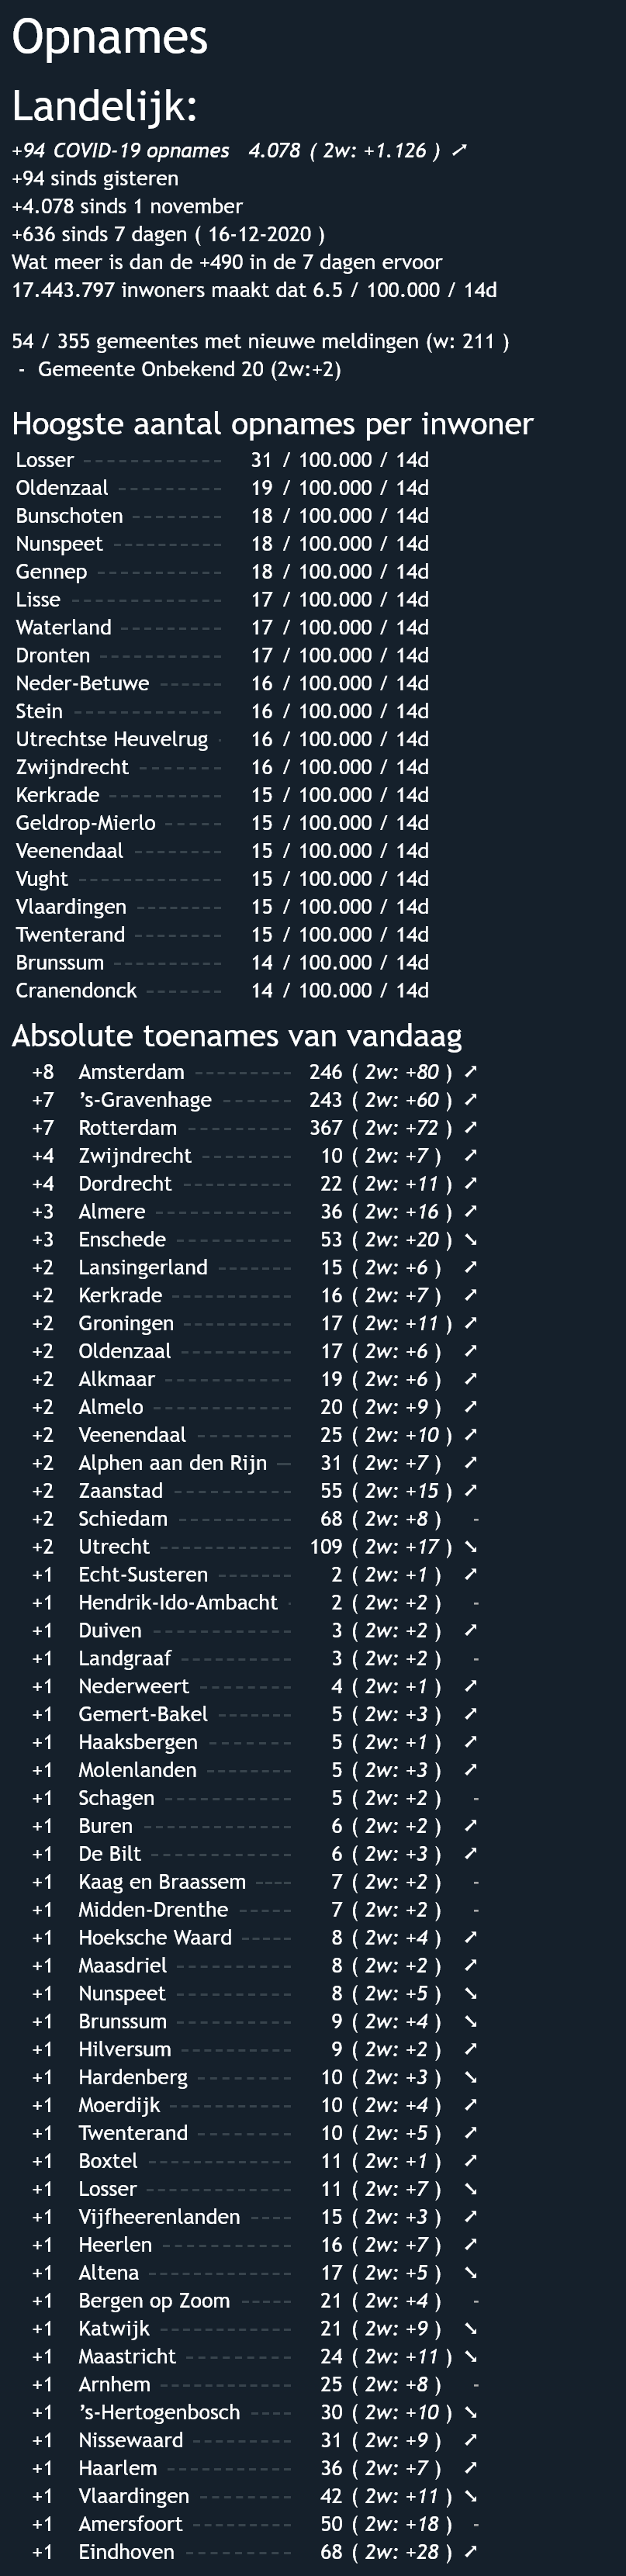 Opnames
Landelijk:
+94 COVID-19 opnames 4.078 ( 2w: +1.126 ) ➚
+94 sinds gisteren
+4.078 sinds 1 november
+636 sinds 7 dagen ( 16-12-2020 )
Wat meer is dan de +490 in de 7 dagen ervoor
17.443.797 inwoners maakt dat 6.5 / 100.000 / 14d
54 / 355 gemeentes met nieuwe meldingen (w: 211 )
- Gemeente Onbekend 20 (2w:+2)
Hoogste aantal opnames per inwoner
Losser ----------- 31 / 100.000 / 14d
Oldenzaal --------- 19 / 100.000 / 14d
Bunschoten -------- 18 / 100.000 / 14d
Nunspeet --------- 18 / 100.000 / 14d
Gennep ---------- 18 / 100.000 / 14d
Lisse ------------ 17 / 100.000 / 14d
Waterland -------- 17 / 100.000 / 14d
Dronten --------- 17 / 100.000 / 14d
Neder-Betuwe ----- 16 / 100.000 / 14d
Stein ------------ 16 / 100.000 / 14d
Utrechtse Heuvelrug - 16 / 100.000 / 14d
Zwijndrecht ------- 16 / 100.000 / 14d
Kerkrade --------- 15 / 100.000 / 14d
Geldrop-Mierlo ----- 15 / 100.000 / 14d
Veenendaal ------- 15 / 100.000 / 14d
Vught ------------ 15 / 100.000 / 14d
Vlaardingen ------- 15 / 100.000 / 14d
Twenterand ------- 15 / 100.000 / 14d
Brunssum --------- 14 / 100.000 / 14d
Cranendonck ------ 14 / 100.000 / 14d
Absolute toenames van vandaag
+8 Amsterdam --------- 246 ( 2w: +80 ) ➚
+7 ’s-Gravenhage ------ 243 ( 2w: +60 ) ➚
+7 Rotterdam --------- 367 ( 2w: +72 ) ➚
+4 Zwijndrecht -------- 10 ( 2w: +7 ) ➚
+4 Dordrecht --------- 22 ( 2w: +11 ) ➚
+3 Almere ------------ 36 ( 2w: +16 ) ➚
+3 Enschede ---------- 53 ( 2w: +20 ) ➘
+2 Lansingerland ------- 15 ( 2w: +6 ) ➚
+2 Kerkrade ---------- 16 ( 2w: +7 ) ➚
+2 Groningen --------- 17 ( 2w: +11 ) ➚
+2 Oldenzaal --------- 17 ( 2w: +6 ) ➚
+2 Alkmaar ----------- 19 ( 2w: +6 ) ➚
+2 Almelo ------------ 20 ( 2w: +9 ) ➚
+2 Veenendaal -------- 25 ( 2w: +10 ) ➚
+2 Alphen aan den Rijn -- 31 ( 2w: +7 ) ➚
+2 Zaanstad ---------- 55 ( 2w: +15 ) ➚
+2 Schiedam ---------- 68 ( 2w: +8 ) -
+2 Utrecht ----------- 109 ( 2w: +17 ) ➘
+1 Echt-Susteren ------- 2 ( 2w: +1 ) ➚
+1 Hendrik-Ido-Ambacht - 2 ( 2w: +2 ) -
+1 Duiven ------------ 3 ( 2w: +2 ) ➚
+1 Landgraaf --------- 3 ( 2w: +2 ) -
+1 Nederweert -------- 4 ( 2w: +1 ) ➚
+1 Gemert-Bakel ------- 5 ( 2w: +3 ) ➚
+1 Haaksbergen -------- 5 ( 2w: +1 ) ➚
+1 Molenlanden -------- 5 ( 2w: +3 ) ➚
+1 Schagen ----------- 5 ( 2w: +2 ) -
+1 Buren ------------- 6 ( 2w: +2 ) ➚
+1 De Bilt ------------ 6 ( 2w: +3 ) ➚
+1 Kaag en Braassem ---- 7 ( 2w: +2 ) -
+1 Midden-Drenthe ----- 7 ( 2w: +2 ) -
+1 Hoeksche Waard ----- 8 ( 2w: +4 ) ➚
+1 Maasdriel ---------- 8 ( 2w: +2 ) ➚
+1 Nunspeet ---------- 8 ( 2w: +5 ) ➘
+1 Brunssum ---------- 9 ( 2w: +4 ) ➘
+1 Hilversum ---------- 9 ( 2w: +2 ) ➚
+1 Hardenberg -------- 10 ( 2w: +3 ) ➘
+1 Moerdijk ----------- 10 ( 2w: +4 ) ➚
+1 Twenterand -------- 10 ( 2w: +5 ) ➚
+1 Boxtel ------------ 11 ( 2w: +1 ) ➚
+1 Losser ------------ 11 ( 2w: +7 ) ➘
+1 Vijfheerenlanden ---- 15 ( 2w: +3 ) ➚
+1 Heerlen ----------- 16 ( 2w: +7 ) ➚
+1 Altena ------------ 17 ( 2w: +5 ) ➘
+1 Bergen op Zoom ----- 21 ( 2w: +4 ) -
+1 Katwijk ----------- 21 ( 2w: +9 ) ➘
+1 Maastricht --------- 24 ( 2w: +11 ) ➘
+1 Arnhem ----------- 25 ( 2w: +8 ) -
+1 ’s-Hertogenbosch ---- 30 ( 2w: +10 ) ➘
+1 Nissewaard --------- 31 ( 2w: +9 ) ➚
+1 Haarlem ----------- 36 ( 2w: +7 ) ➚
+1 Vlaardingen -------- 42 ( 2w: +11 ) ➘
+1 Amersfoort --------- 50 ( 2w: +18 ) -
+1 Eindhoven --------- 68 ( 2w: +28 ) ➚